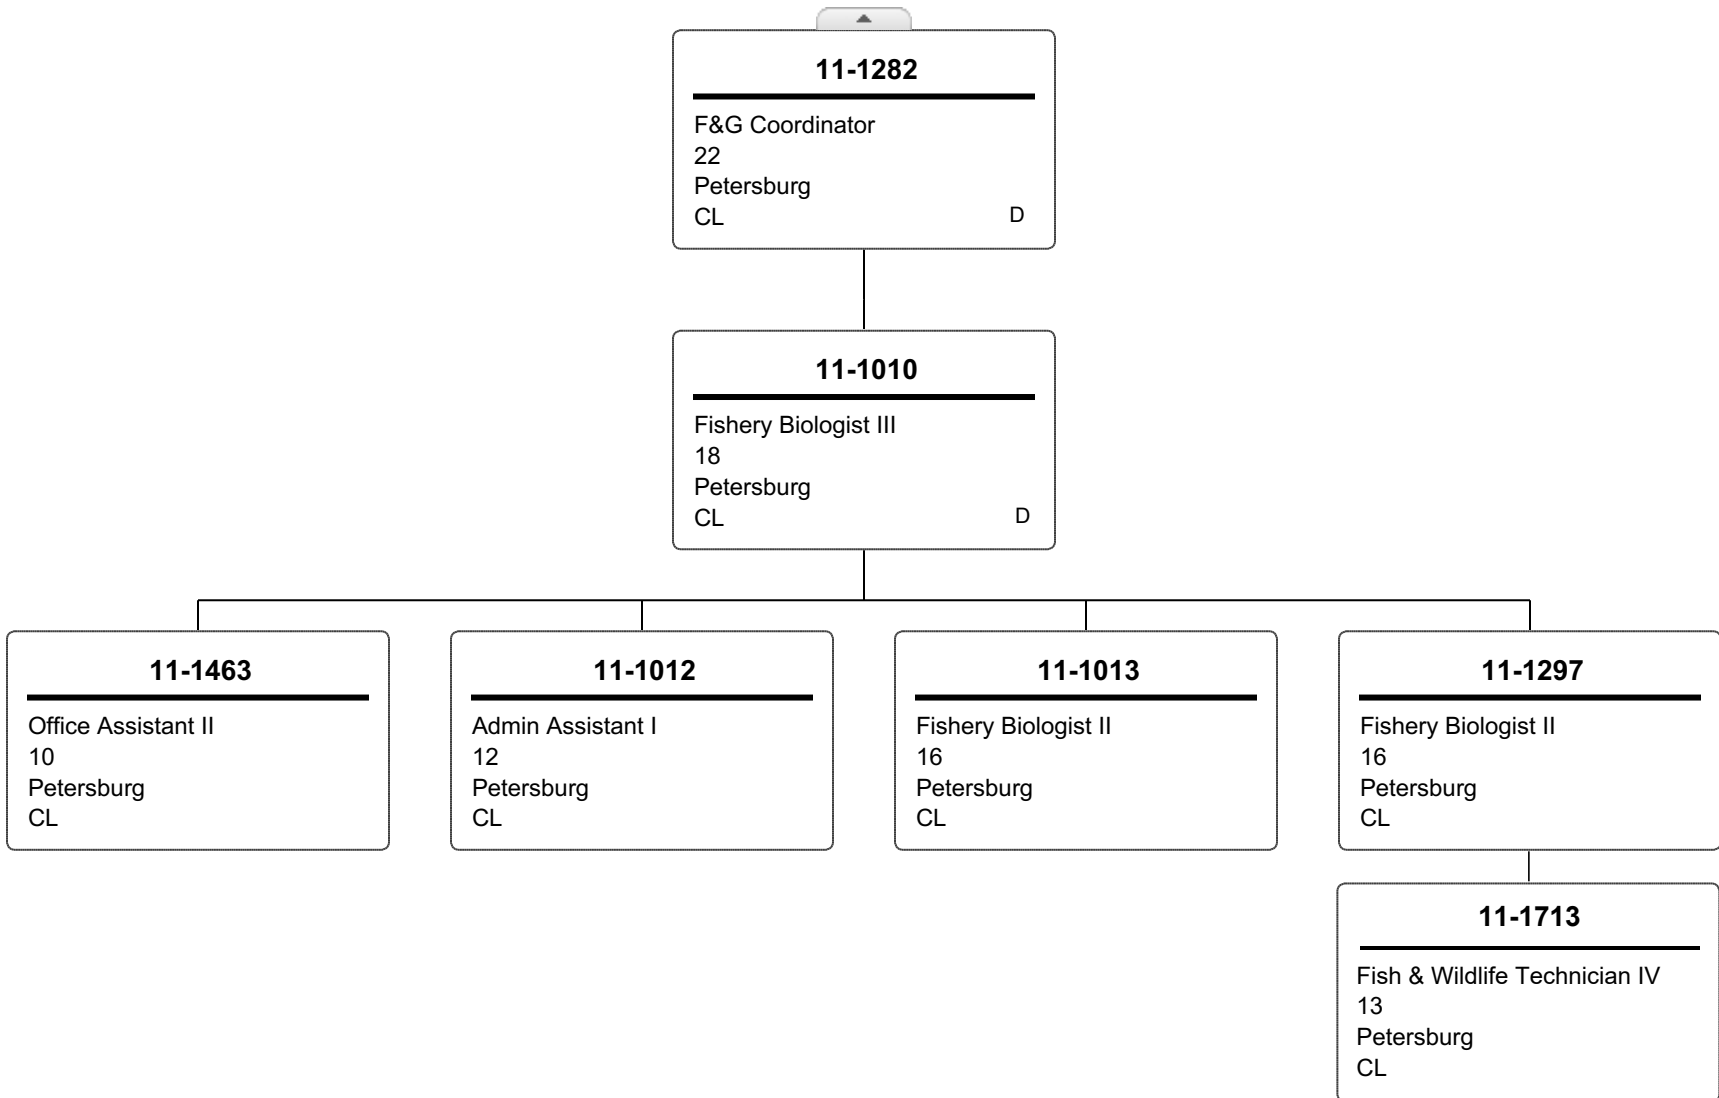 11-1282
F&G Coordinator
22
Petersburg
CL D
11-1010
Fishery Biologist III
18
Petersburg
CL D
11-1463
Office Assistant II
10
Petersburg
CL
11-1012
Admin Assistant I
12
Petersburg
CL
11-1013
Fishery Biologist II
16
Petersburg
CL
11-1297
Fishery Biologist II
16
Petersburg
CL
11-1713
Fish & Wildlife Technician IV
13
Petersburg
CL